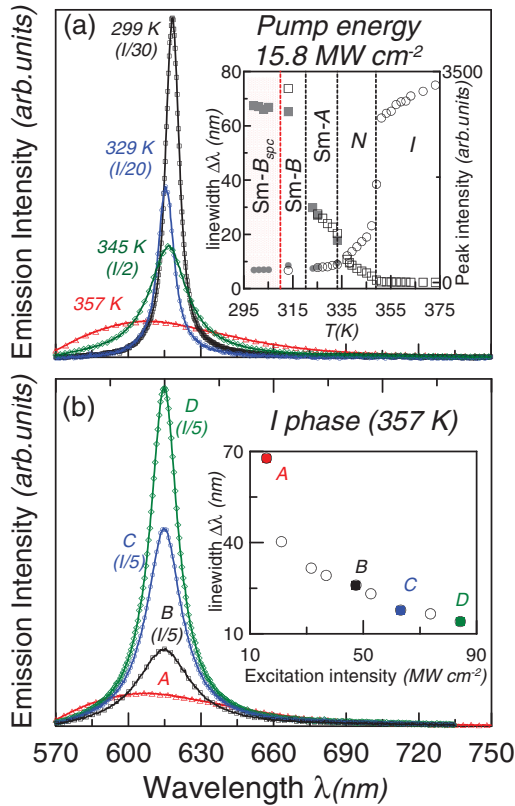 (a)
Pump energy
15.8 MW cm-2
299 K
(I/30)
329 K
(I/20)
345 K
(I/2)
357 K
Emission Intensity (arb.units)
80
60
40
20
0
linewidth Δλ (nm)
Sm-Bspc
Sm-B
Sm-A
N
I
3500
0
Peak intensity (arb.units)
295 315 335 355 375
T(K)
(b)
D
(I/5)
C
(I/5)
B
(I/5)
A
I phase (357 K)
Emission Intensity (arb.units)
70
40
10
linewidth Δλ (nm)
A
B
C
D
10 50 90
Excitation intensity (MW cm-2)
570 600 630 660 690 720 750
Wavelength λ(nm)